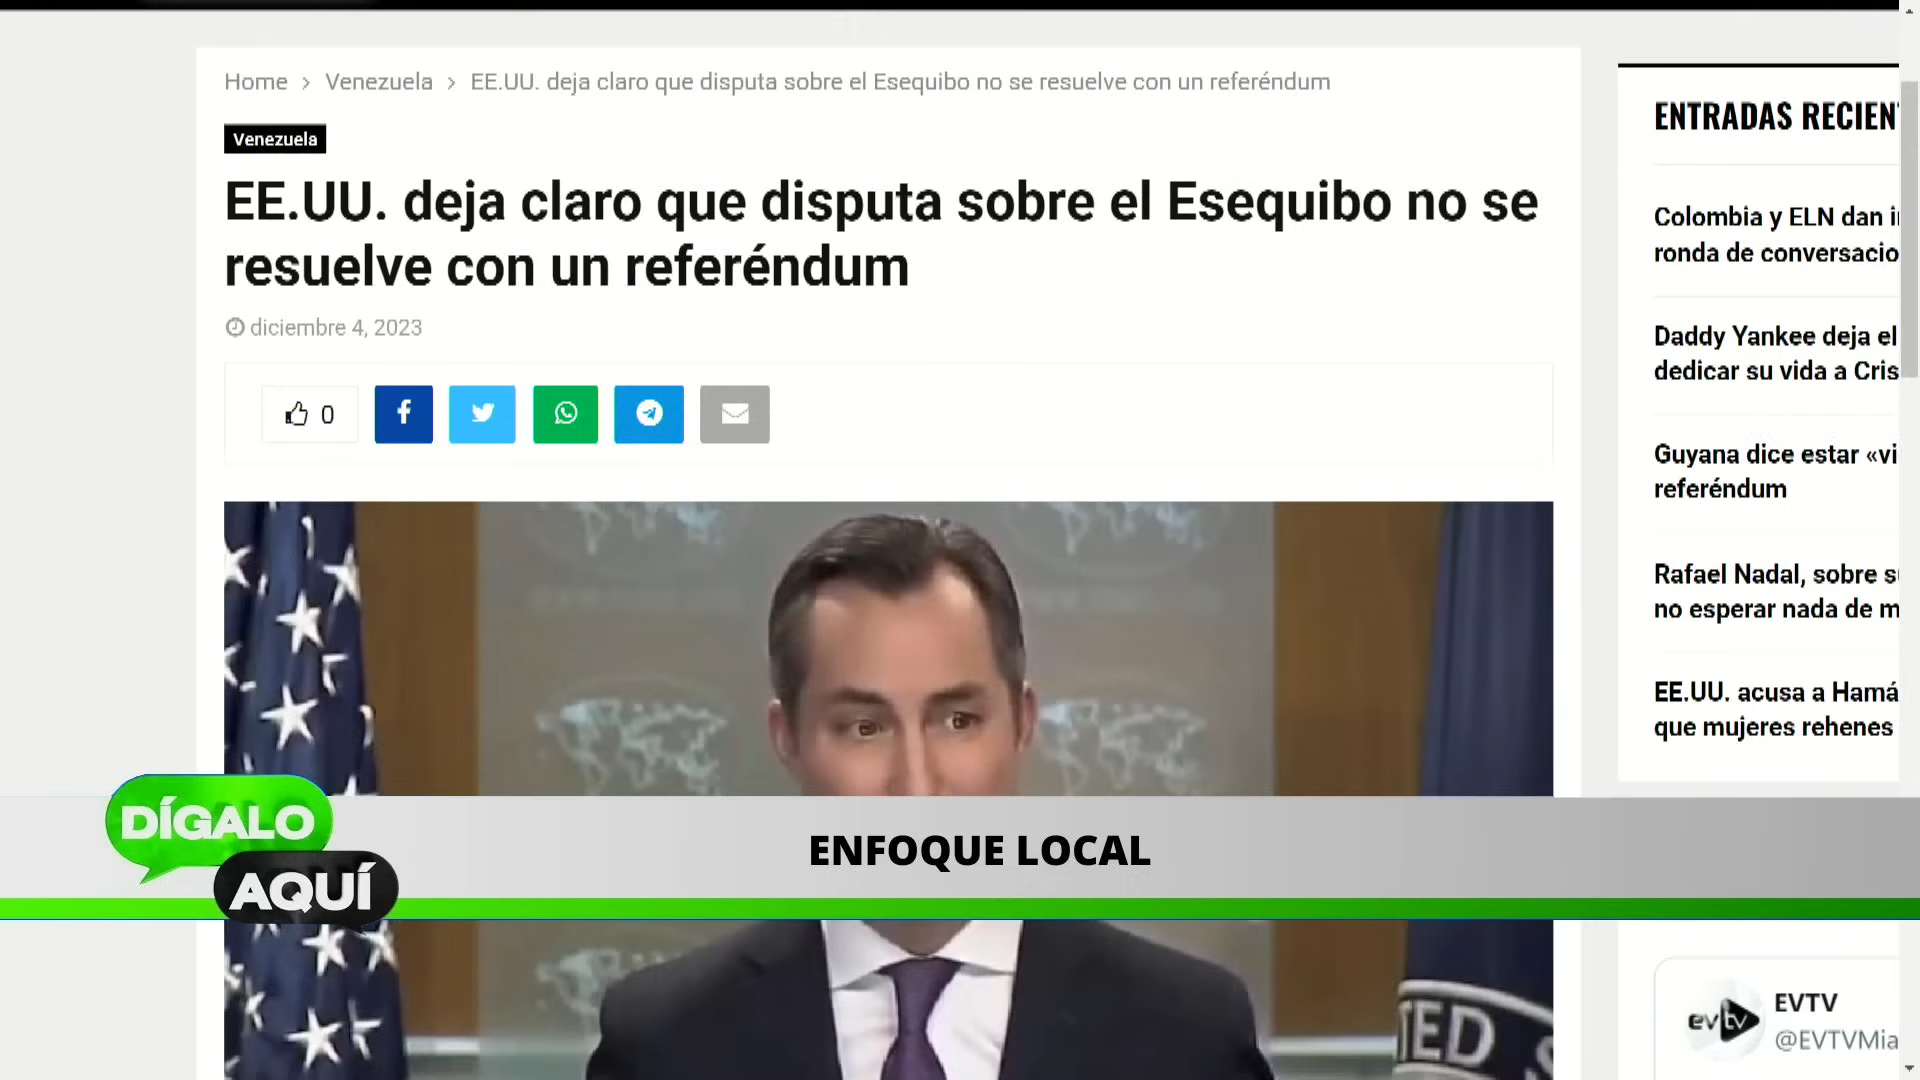 Home > Venezuela > EE.UU. deja claro que disputa sobre el Esequibo no se resuelve con un referéndum
Venezuela
EE.UU. deja claro que disputa sobre el Esequibo no se
resuelve con un referéndum
diciembre 4, 2023
0
ENTRADAS RECIEN
Colombia y ELN dan i
ronda de conversacio
Daddy Yankee deja el
dedicar su vida a Cris
Guyana dice estar «vi
referéndum
Rafael Nadal, sobre s
no esperar nada de m
EE.UU. acusa a Hamá
que mujeres rehenes
DÍGALO
AQUÍ
ENFOQUE LOCAL
TED S
evtv
EVTV
@EVTVMia